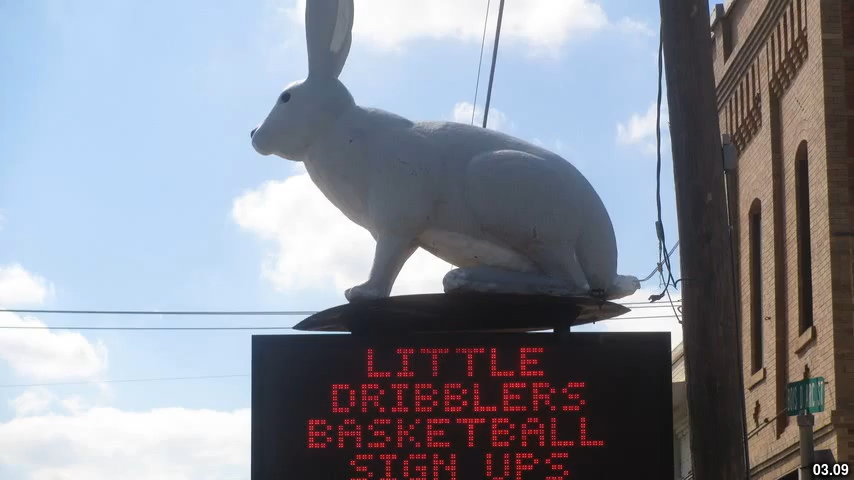 LITTLE
DRIBBLERS
BASKETBALL
SIGN UPS
03.09